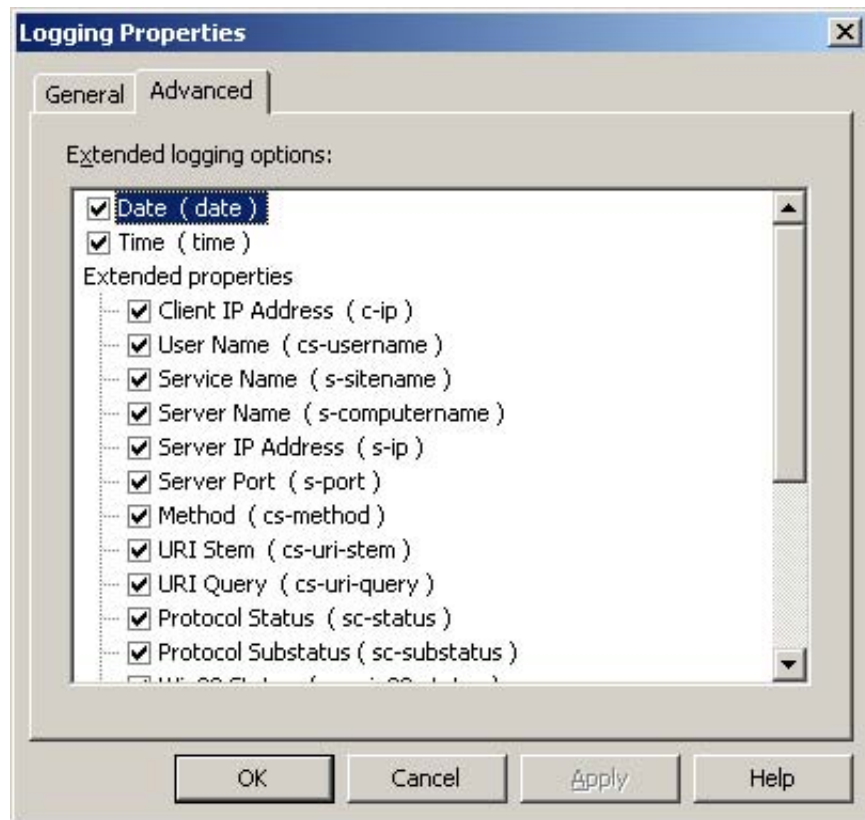 Logging Properties
General
Advanced
Extended logging options:
Date ( date )
Time ( time )
Extended properties
Client IP Address ( c-ip )
User Name ( cs-username )
Service Name ( s-sitename )
Server Name ( s-computername )
Server IP Address ( s-ip )
Server Port ( s-port )
Method ( cs-method )
URI Stem ( cs-uri-stem )
URI Query ( cs-uri-query )
Protocol Status ( sc-status )
Protocol Substatus ( sc-substatus )
OK
Cancel
Apply
Help